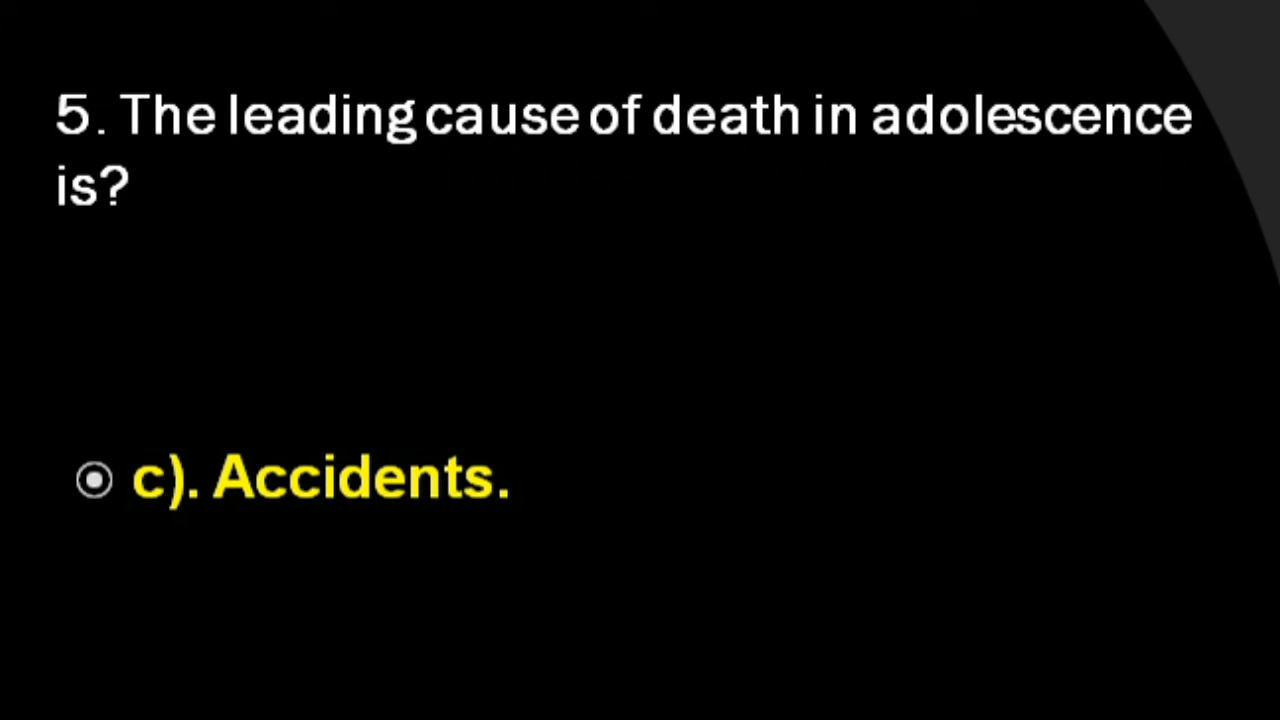 5. The leading cause of death in adolescence
is?
c). Accidents.